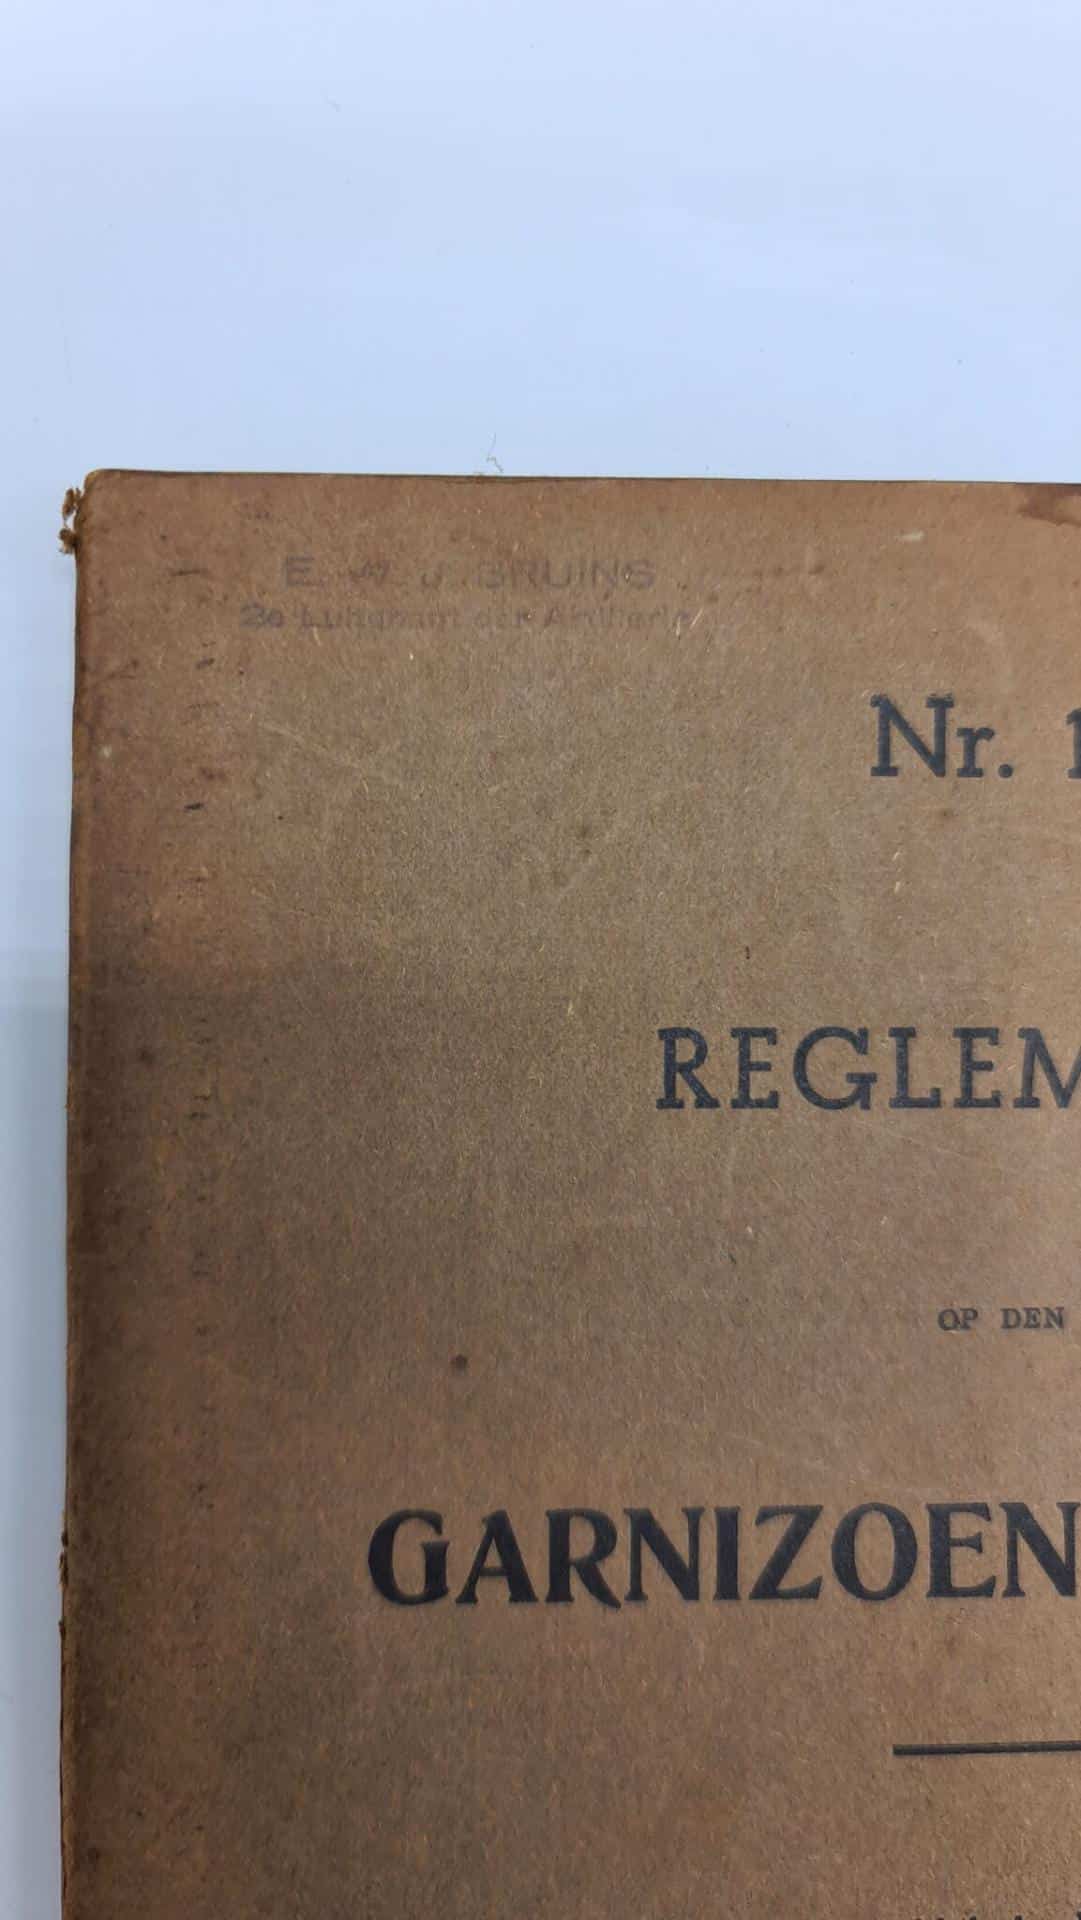 E. W. J. BRUINS
2e Luitenant der Artillerie
Nr. 1
REGLEM
OP DEN
GARNIZOEN